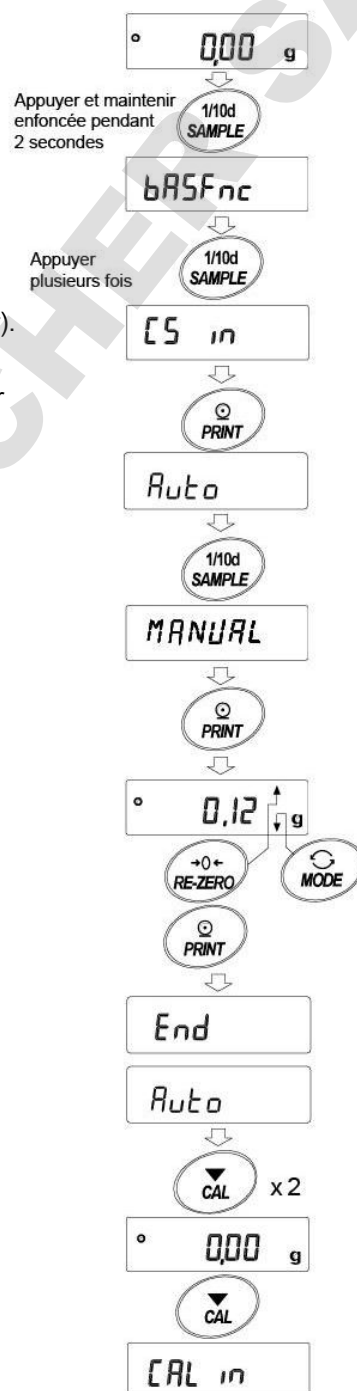 0,00 g
Appuyer et maintenir
enfoncée pendant
2 secondes
1/10d
SAMPLE
bASFnc
Appuyer
plusieurs fois
1/10d
SAMPLE
).
CS in
PRINT
Auto
1/10d
SAMPLE
MANUAL
PRINT
0.12 g
→0←
RE-ZERO
MODE
PRINT
End
Auto
CAL x 2
0,00 g
CAL
CAL in